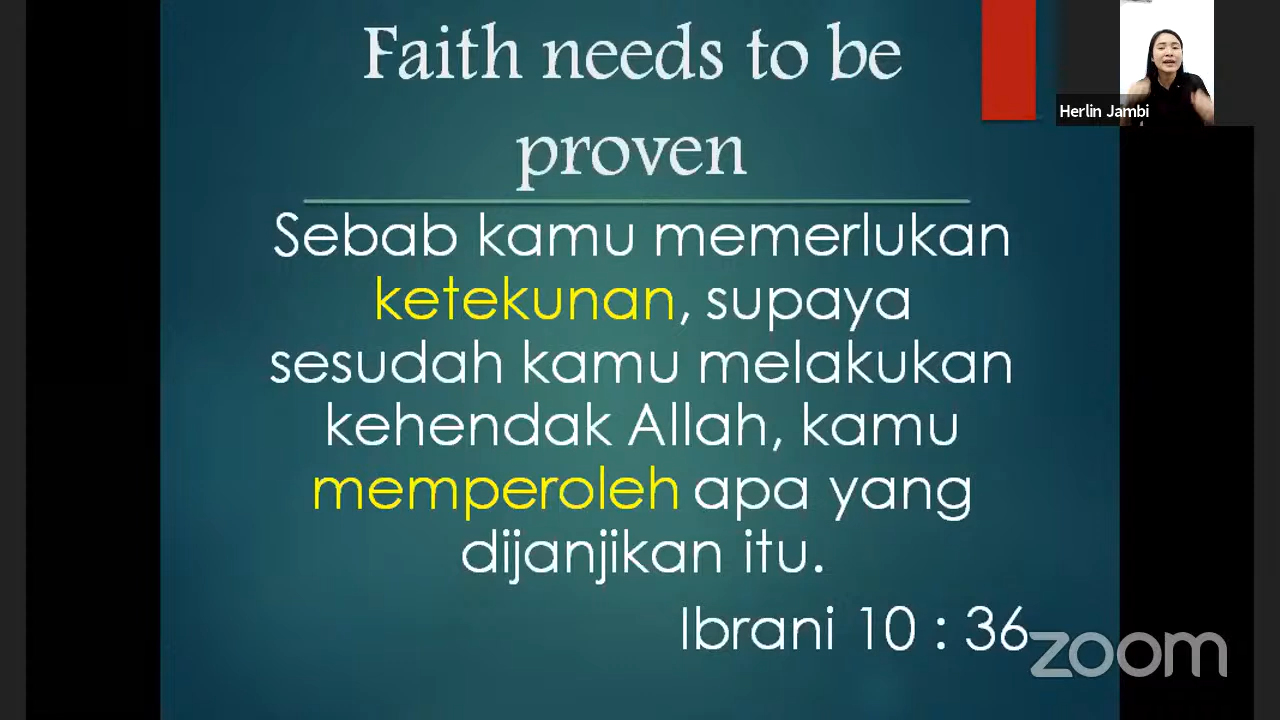 Faith needs to be
proven
Sebab kamu memerlukan
ketekunan, supaya
sesudah kamu melakukan
kehendak Allah, kamu
memperoleh apa yang
dijanjikan itu.
Ibrani 10 : 36
Herlin Jambi
zoom